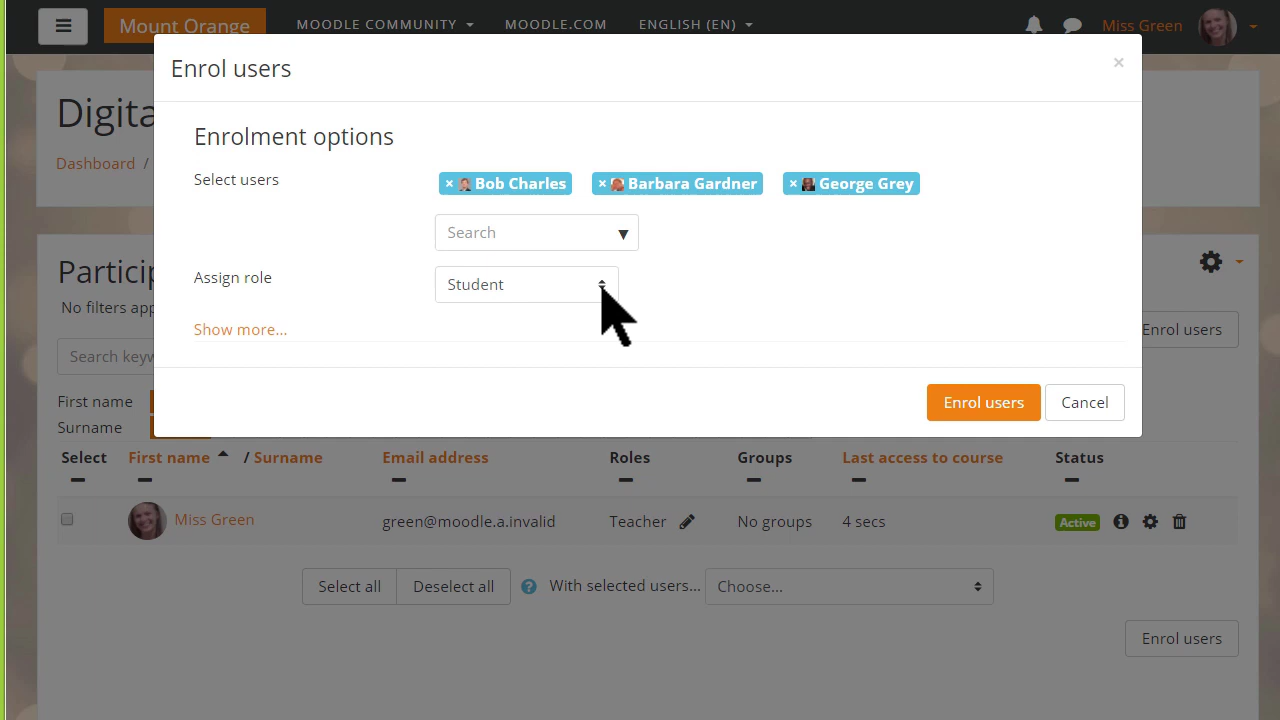 Mount Orange MOODLE COMMUNITY MOODLE.COM ENGLISH (EN) Miss Green
Enrol users ×
Digita
Enrolment options
Dashboard /
Select users × Bob Charles × Barbara Gardner × George Grey
Search ▼
Particip
Assign role Student
No filters app
Show more... Enrol users
Search keyw
First name
Enrol users Cancel
Surname
Select First name / Surname Email address Roles Groups Last access to course Status
Miss Green green@moodle.a.invalid Teacher No groups 4 secs Active
Select all Deselect all ? With selected users... Choose...
Enrol users